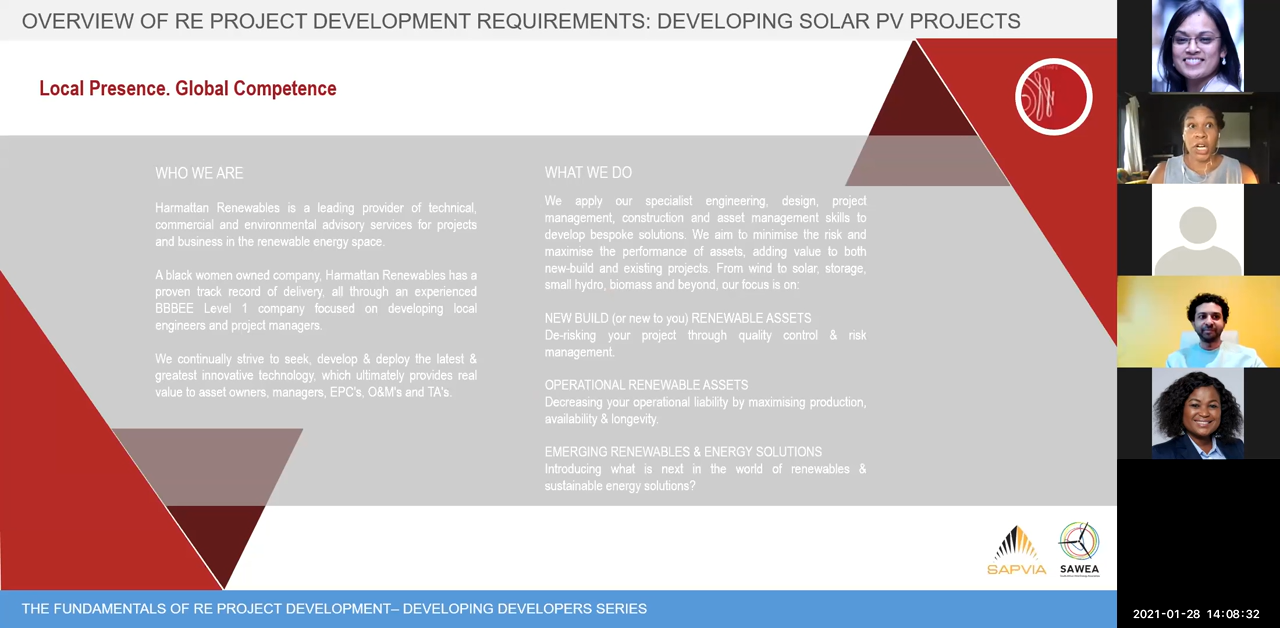 OVERVIEW OF RE PROJECT DEVELOPMENT REQUIREMENTS: DEVELOPING SOLAR PV PROJECTS
Local Presence. Global Competence
WHO WE ARE
Harmattan Renewables is a leading provider of technical,
commercial and environmental advisory services for projects
and business in the renewable energy space.
A black women owned company, Harmattan Renewables has a
proven track record of delivery, all through an experienced
BBBEE Level 1 company focused on developing local
engineers and project managers.
We continually strive to seek, develop & deploy the latest &
greatest innovative technology, which ultimately provides real
value to asset owners, managers, EPC's, O&M's and TA's.
WHAT WE DO
We apply our specialist engineering, design, project
management, construction and asset management skills to
develop bespoke solutions. We aim to minimise the risk and
maximise the performance of assets, adding value to both
new-build and existing projects. From wind to solar, storage,
small hydro, biomass and beyond, our focus is on:
NEW BUILD (or new to you) RENEWABLE ASSETS
De-risking your project through quality control & risk
management.
OPERATIONAL RENEWABLE ASSETS
Decreasing your operational liability by maximising production,
availability & longevity.
EMERGING RENEWABLES & ENERGY SOLUTIONS
Introducing what is next in the world of renewables &
sustainable energy solutions?
SAPVIA
SAWEA
THE FUNDAMENTALS OF RE PROJECT DEVELOPMENT– DEVELOPING DEVELOPERS SERIES
2021-01-28 14:08:32